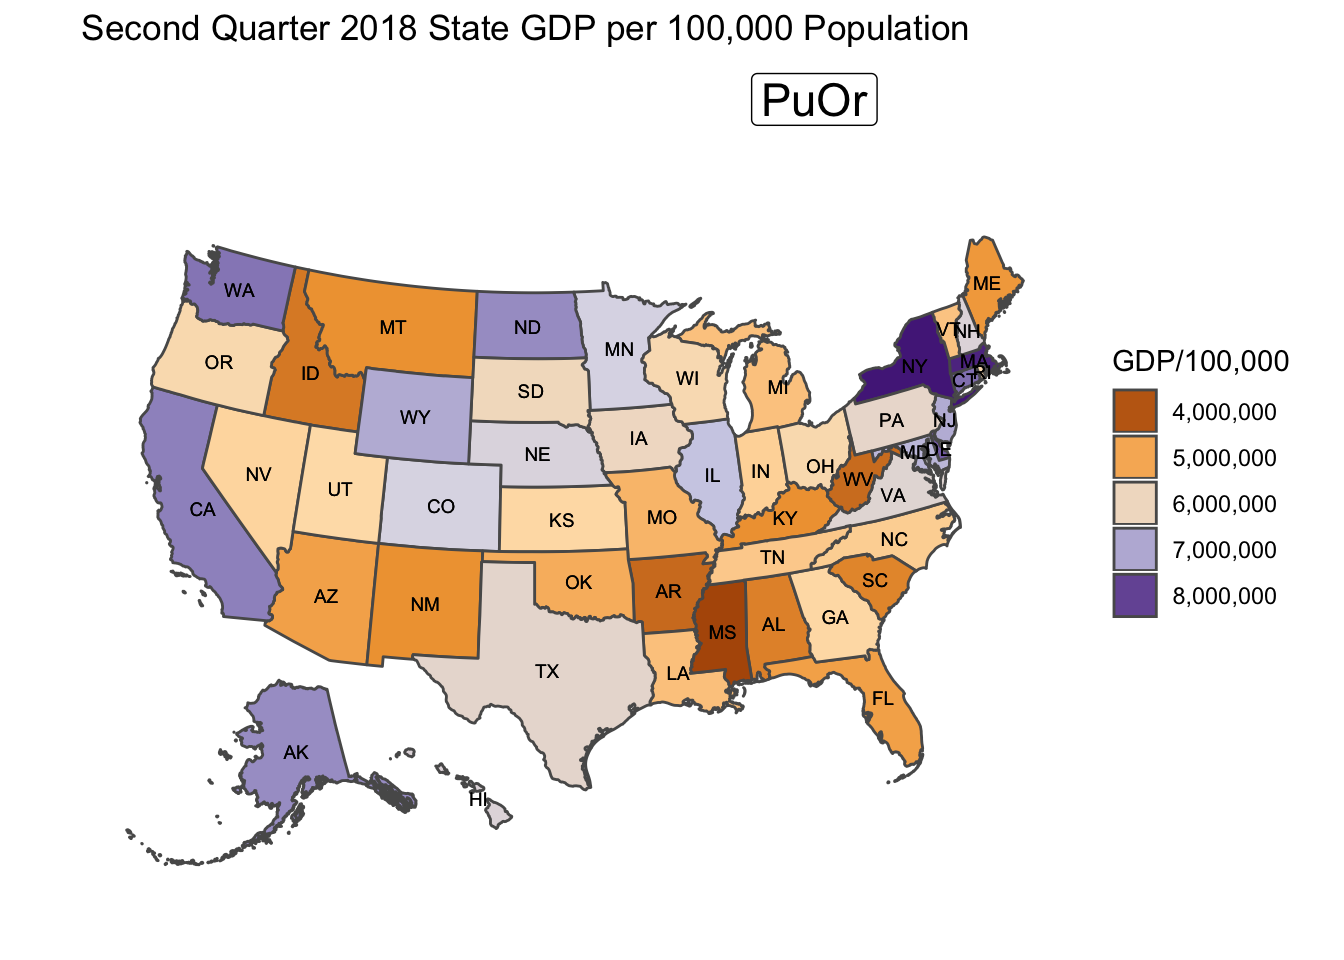 Second Quarter 2018 State GDP per 100,000 Population
PuOr
WA
MT
ND
MN
ME
VT
NH
OR
ID
SD
WI
MI
NY
MA
RI
CT
WY
NE
IA
PA
NJ
NV
UT
CO
IL
IN
OH
WV
MD
DE
CA
KS
MO
KY
VA
AZ
NM
OK
AR
TN
NC
SC
TX
LA
MS
AL
GA
FL
AK
HI
GDP/100,000
4,000,000
5,000,000
6,000,000
7,000,000
8,000,000